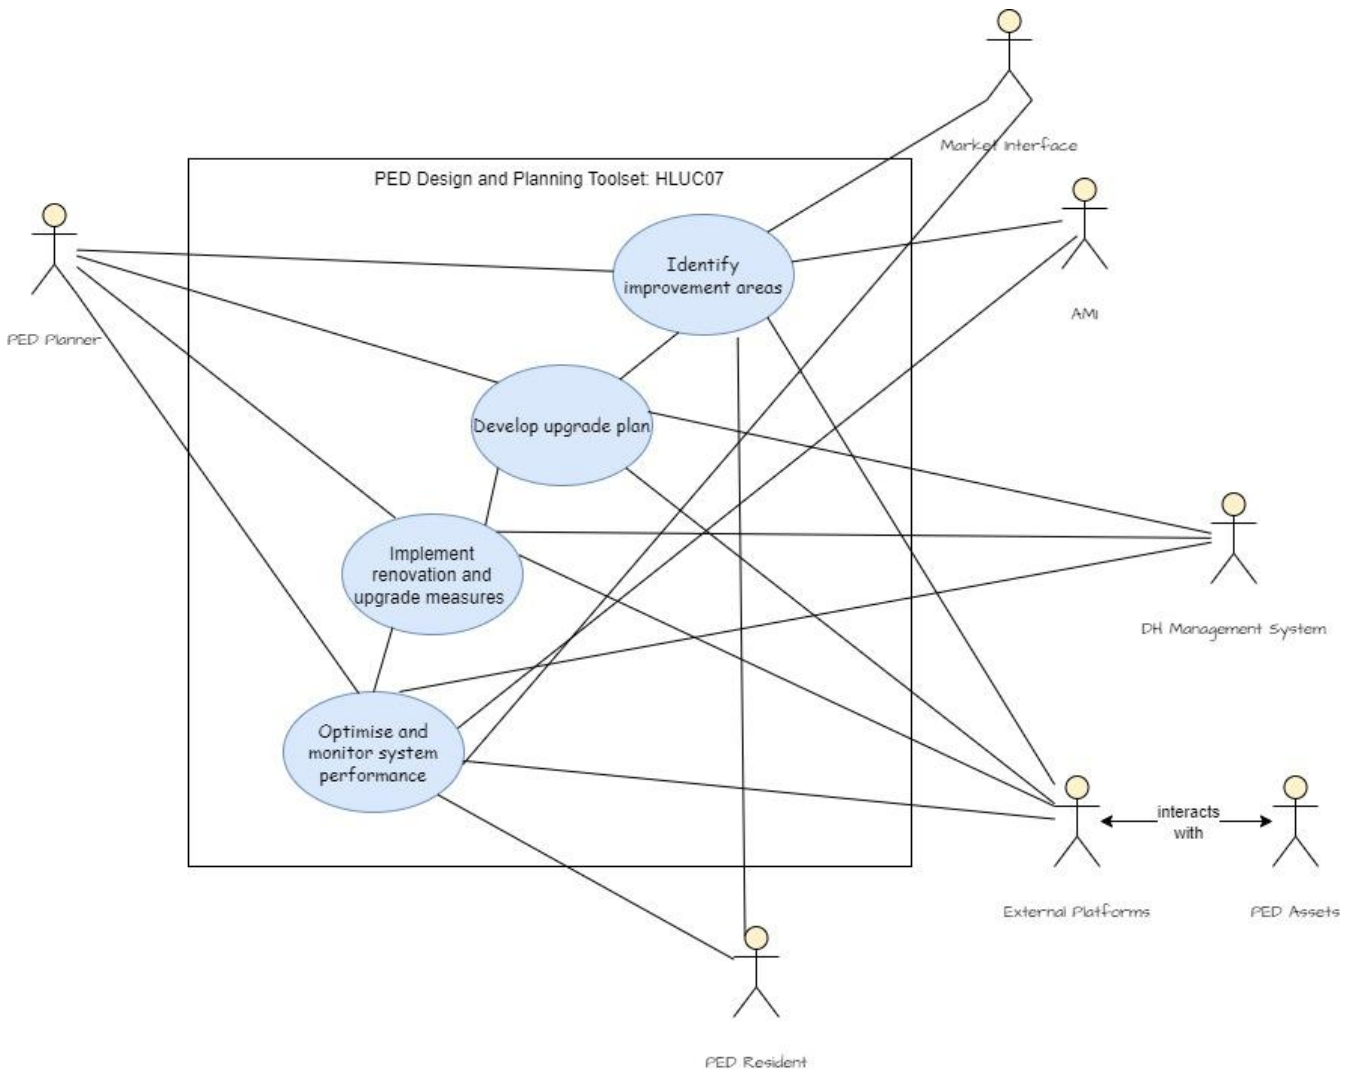 Market Interface
PED Design and Planning Toolset: HLUC07
Identify
improvement areas
AMI
PED Planner
Develop upgrade plan
Implement
renovation and
upgrade measures
DH Management System
Optimise and
monitor system
performance
interacts
with
External Platforms
PED Assets
PED Resident